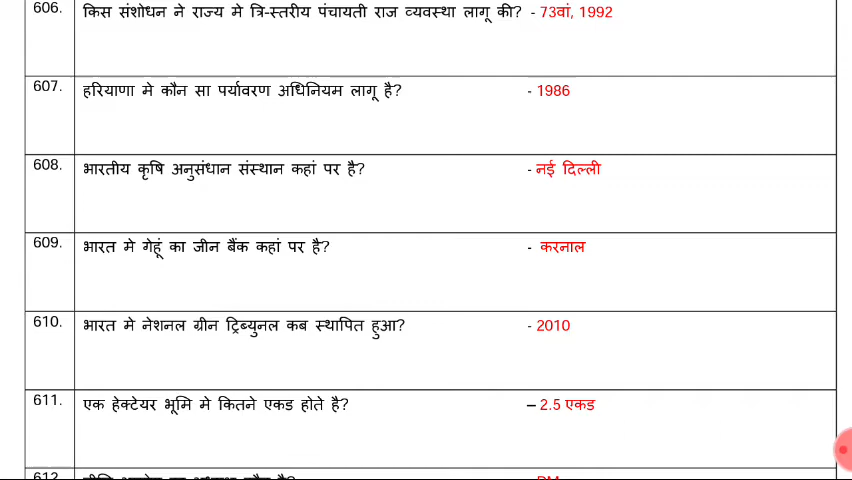 606. किस संशोधन ने राज्य मे त्रि-स्तरीय पंचायती राज व्यवस्था लागू की? - 73वां, 1992
607. हरियाणा मे कौन सा पर्यावरण अधिनियम लागू है? - 1986
608. भारतीय कृषि अनुसंधान संस्थान कहां पर है? - नई दिल्ली
609. भारत मे गेहूं का जीन बैंक कहां पर है? - करनाल
610. भारत मे नेशनल ग्रीन ट्रिब्युनल कब स्थापित हुआ? - 2010
611. एक हेक्टेयर भूमि मे कितने एकड होते है? – 2.5 एकड
612.